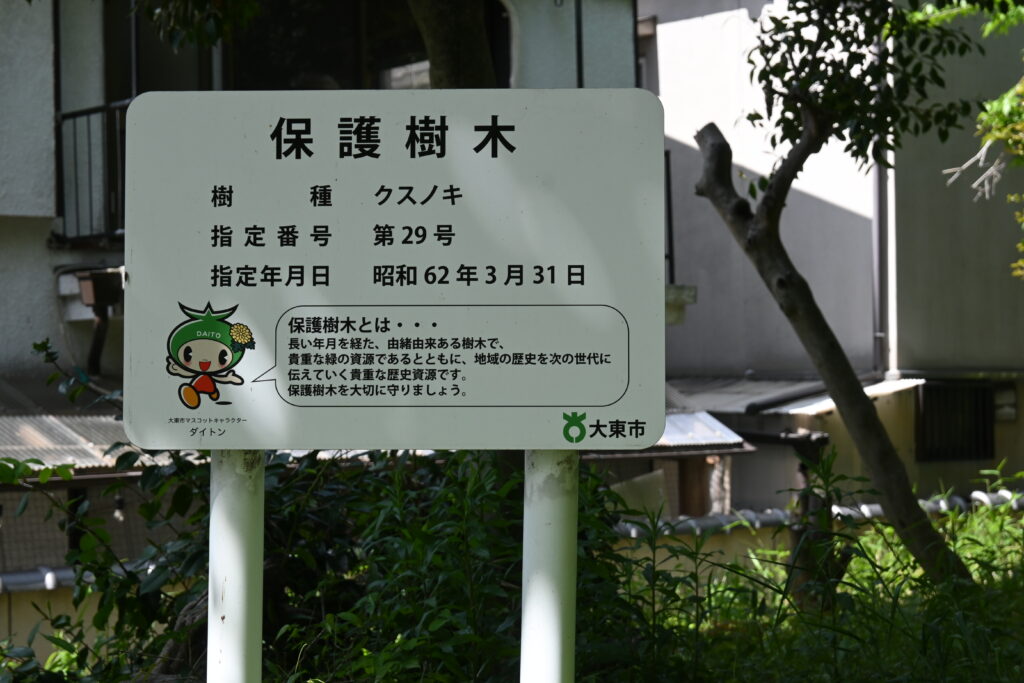 保護樹木
樹種 クスノキ
指定番号 第29号
指定年月日 昭和62年3月31日
DAITO
保護樹木とは・・・
長い年月を経た、由緒由来ある樹木で、
貴重な緑の資源であるとともに、地域の歴史を次の世代に
伝えていく貴重な歴史資源です。
保護樹木を大切に守りましょう。
大東市マスコットキャラクター
ダイトン
大東市